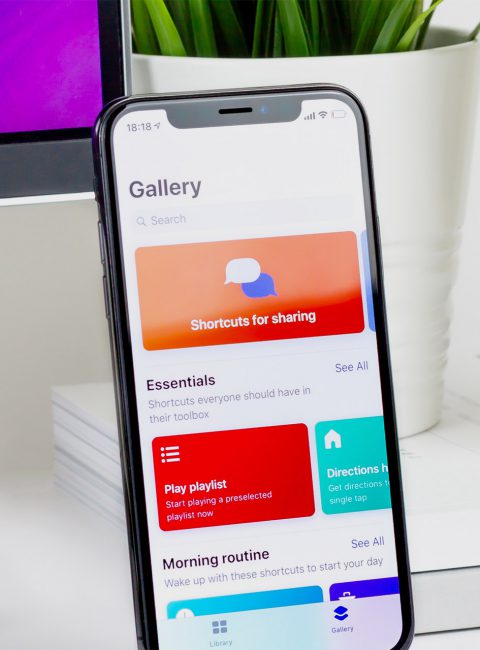 18:18
Gallery
Search
Shortcuts for sharing
Essentials
See All
Shortcuts everyone should have in
their toolbox
Play playlist
Start playing a preselected
playlist now
Directions h
Get directions t
single tap
Morning routine
See All
Wake up with these shortcuts to start your day
Library
Gallery